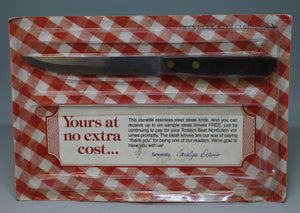 Yours at
no extra
cost...
This durable stainless-steel steak knife. And you can
receive up to six sample steak knives FREE, just by
continuing to pay for your Today's Best Nonfiction vol-
umes promptly. The steak knives are our way of saying
"thank you" for being one of our readers. We're glad to
have you with us!
Sincerely, Carolyn Davis